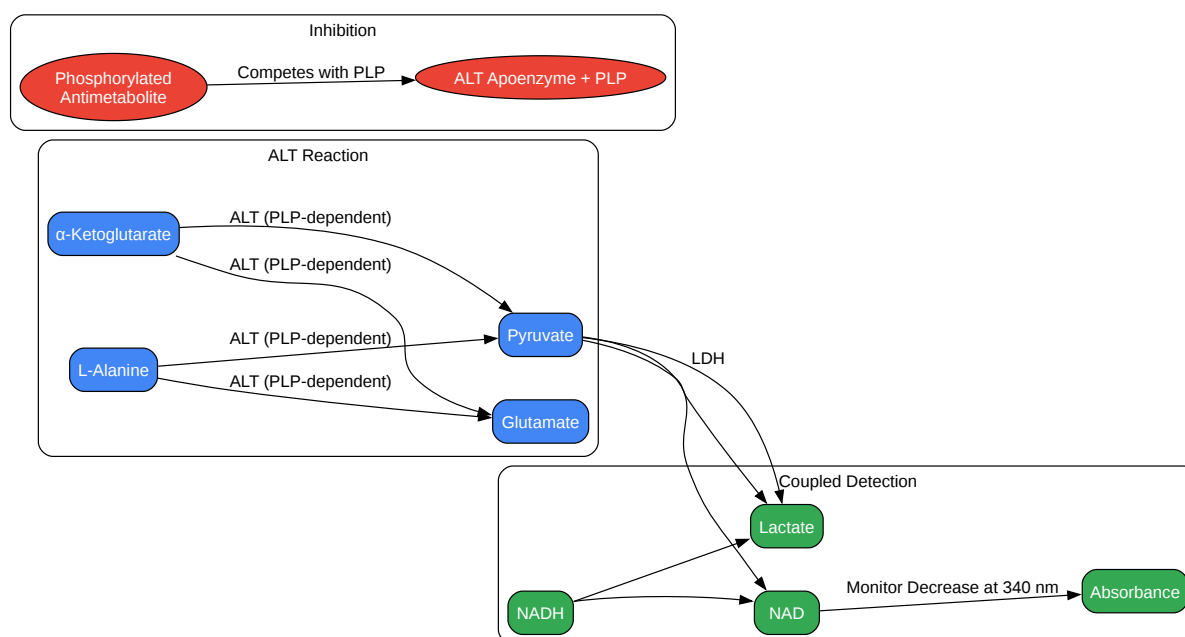 Inhibition
Phosphorylated
Antimetabolite
Competes with PLP
ALT Apoenzyme + PLP
ALT Reaction
α-Ketoglutarate
ALT (PLP-dependent)
ALT (PLP-dependent)
L-Alanine
ALT (PLP-dependent)
ALT (PLP-dependent)
Pyruvate
Glutamate
LDH
Coupled Detection
Lactate
NADH
NAD
Monitor Decrease at 340 nm
Absorbance